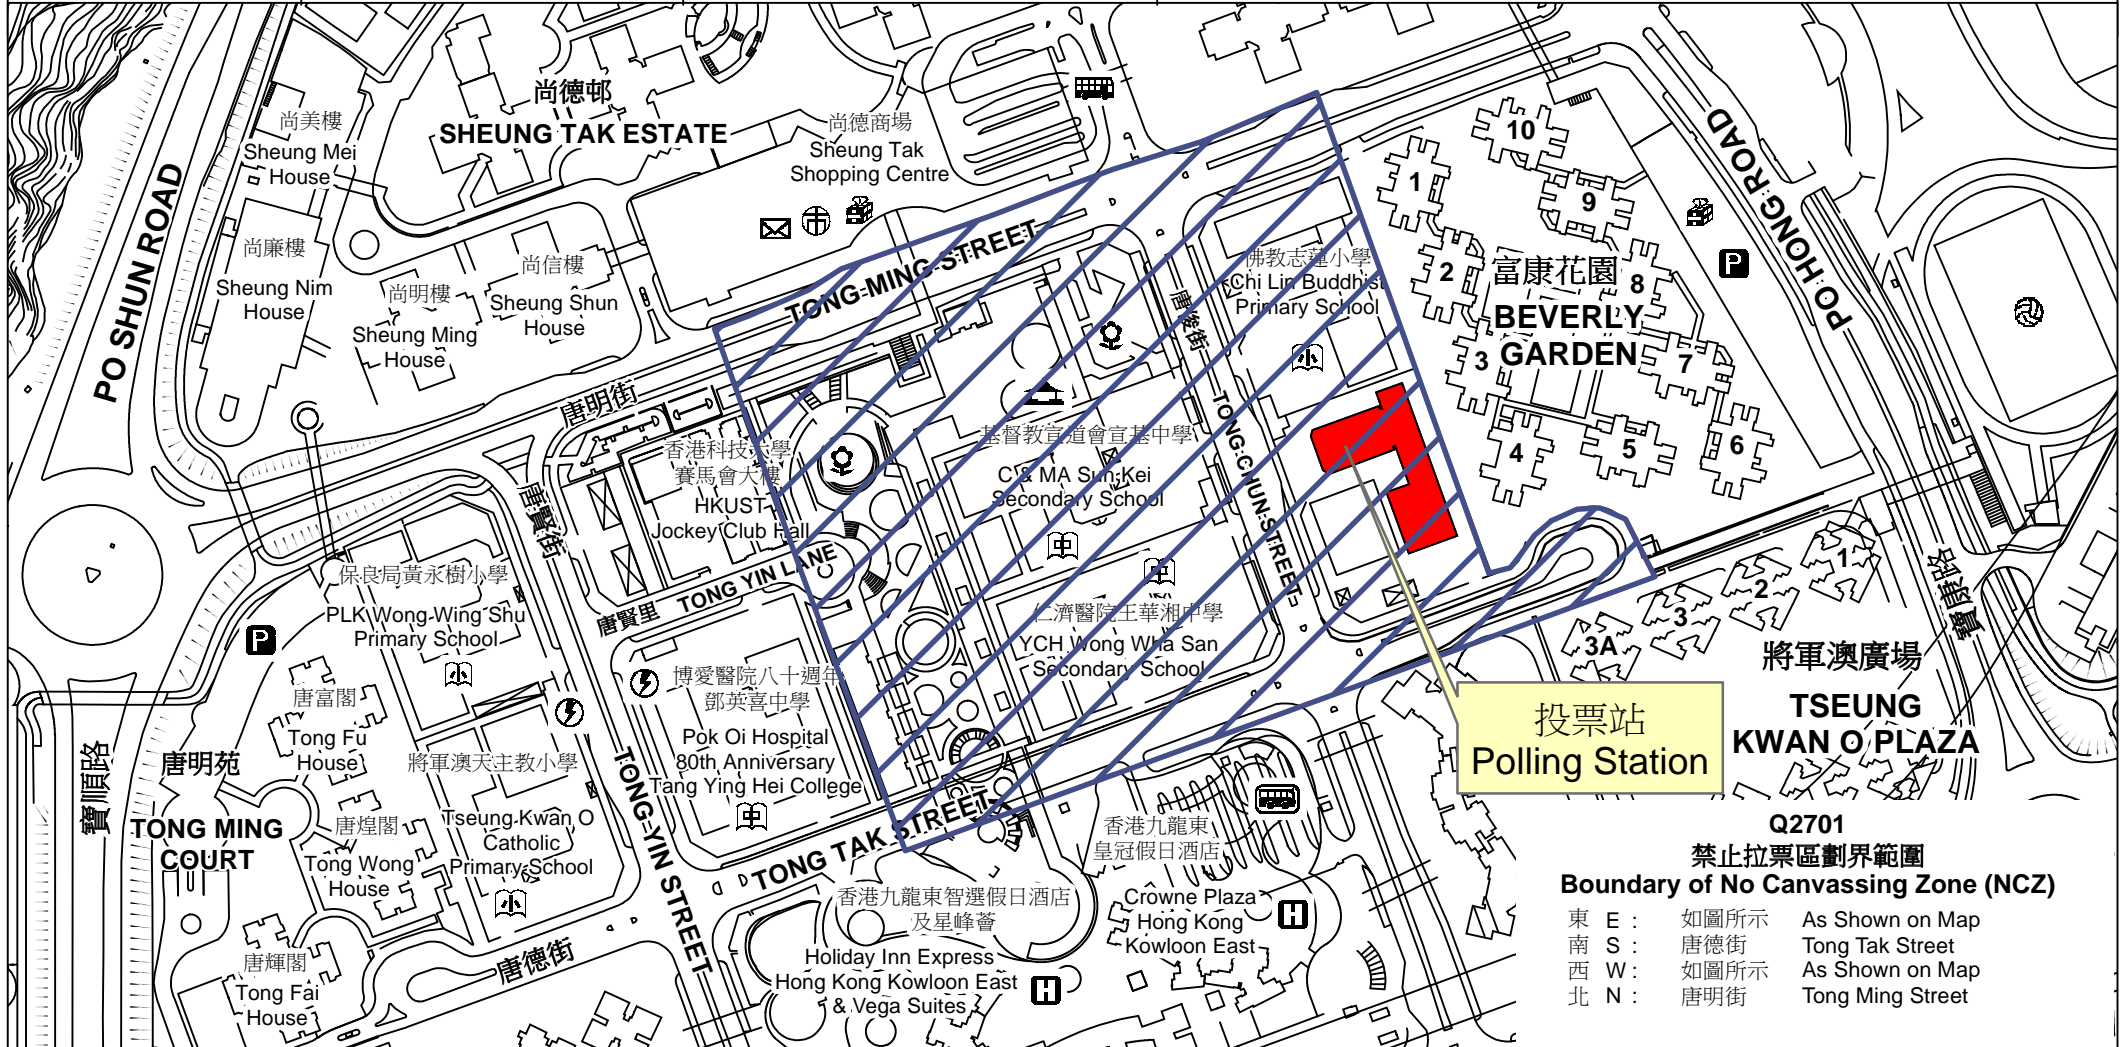 尚德邨
SHEUNG TAK ESTATE
尚美樓
Sheung Mei
House
尚廉樓
Sheung Nim
House
尚明樓
Sheung Ming
House
尚信樓
Sheung Shun
House
尚德商場
Sheung Tak
Shopping Centre
PO SHUN ROAD
寶順路
TONG MING STREET
唐明街
唐賢街
香港科技大學
賽馬會大樓
HKUST
Jockey Club Hall
唐賢里
TONG YIN LANE
基督教宣道會宣基中學
C & MA Sun Kei
Secondary School
中
仁濟醫院王華湘中學
YCH Wong Wha San
Secondary School
中
唐俊街
TONG CHUN STREET
佛教志蓮小學
Chi Lin Buddhist
Primary School
小
富康花園
BEVERLY
GARDEN
1
2
3
4
5
6
7
8
9
10
P
PO HONG ROAD
寶康路
保良局黃永樹小學
PLK Wong Wing Shu
Primary School
小
P
唐富閣
Tong Fu
House
唐明苑
TONG MING
COURT
唐煌閣
Tong Wong
House
唐輝閣
Tong Fai
House
將軍澳天主教小學
Tseung Kwan O
Catholic
Primary School
小
TONG YIN STREET
博愛醫院八十週年
鄧英喜中學
Pok Oi Hospital
80th Anniversary
Tang Ying Hei College
中
TONG TAK STREET
唐德街
香港九龍東智選假日酒店
及星峰薈
Holiday Inn Express
Hong Kong Kowloon East
& Vega Suites
H
香港九龍東
皇冠假日酒店
Crowne Plaza
Hong Kong
Kowloon East
H
1
2
3
3A
將軍澳廣場
TSEUNG
KWAN O PLAZA
投票站
Polling Station
Q2701
禁止拉票區劃界範圍
Boundary of No Canvassing Zone (NCZ)
東 E : 如圖所示 As Shown on Map
南 S : 唐德街 Tong Tak Street
西 W : 如圖所示 As Shown on Map
北 N : 唐明街 Tong Ming Street